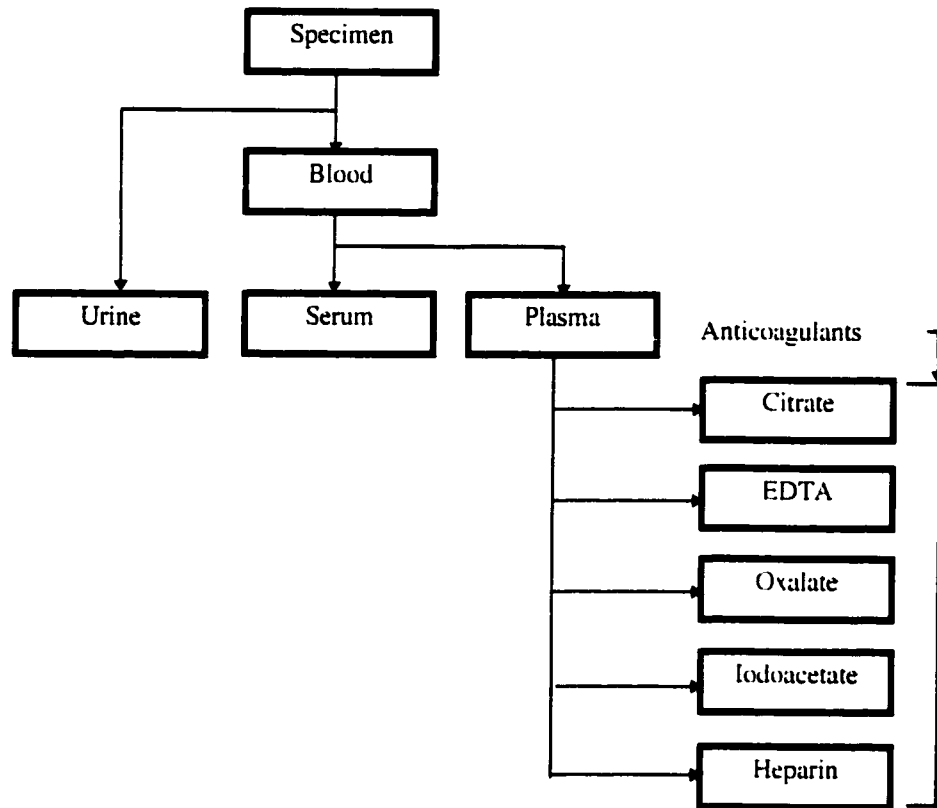 Specimen
Blood
Urine
Serum
Plasma
Anticoagulants
Citrate
EDTA
Oxalate
Iodoacetate
Heparin